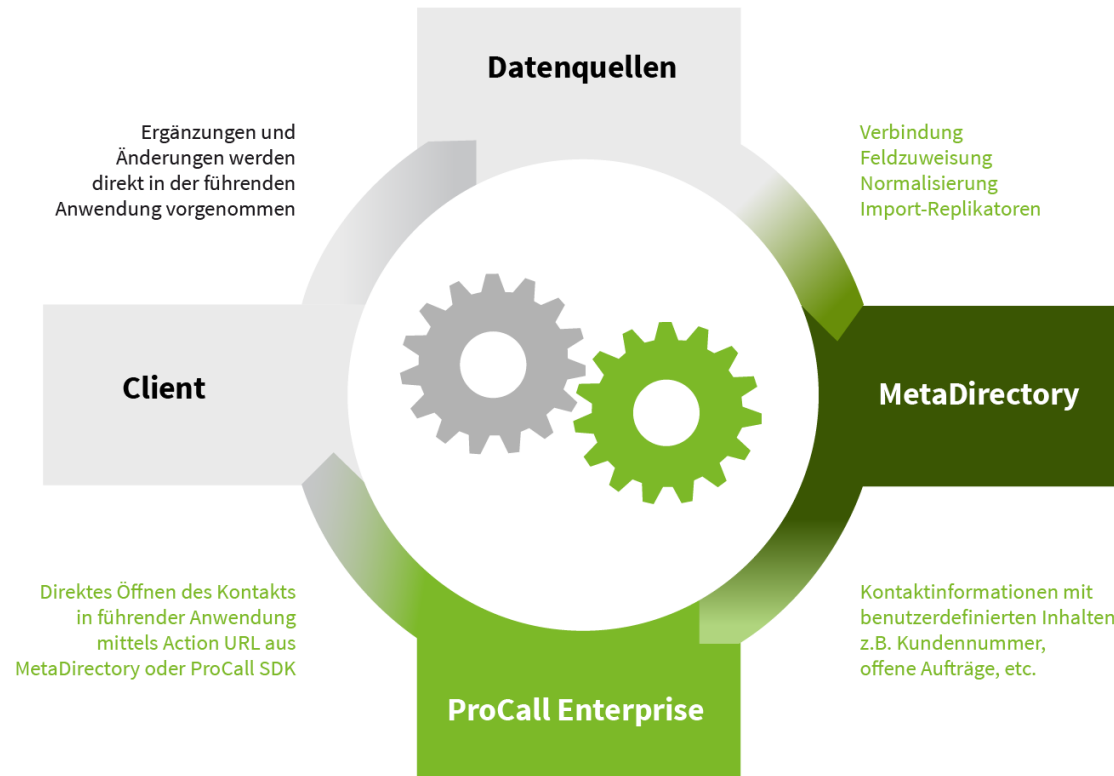 Datenquellen
Ergänzungen und
Änderungen werden
direkt in der führenden
Anwendung vorgenommen
Verbindung
Feldzuweisung
Normalisierung
Import-Replikatoren
Client
MetaDirectory
Direktes Öffnen des Kontakts
in führender Anwendung
mittels Action URL aus
MetaDirectory oder ProCall SDK
Kontaktinformationen mit
benutzerdefinierten Inhalten
z.B. Kundennummer,
offene Aufträge, etc.
ProCall Enterprise